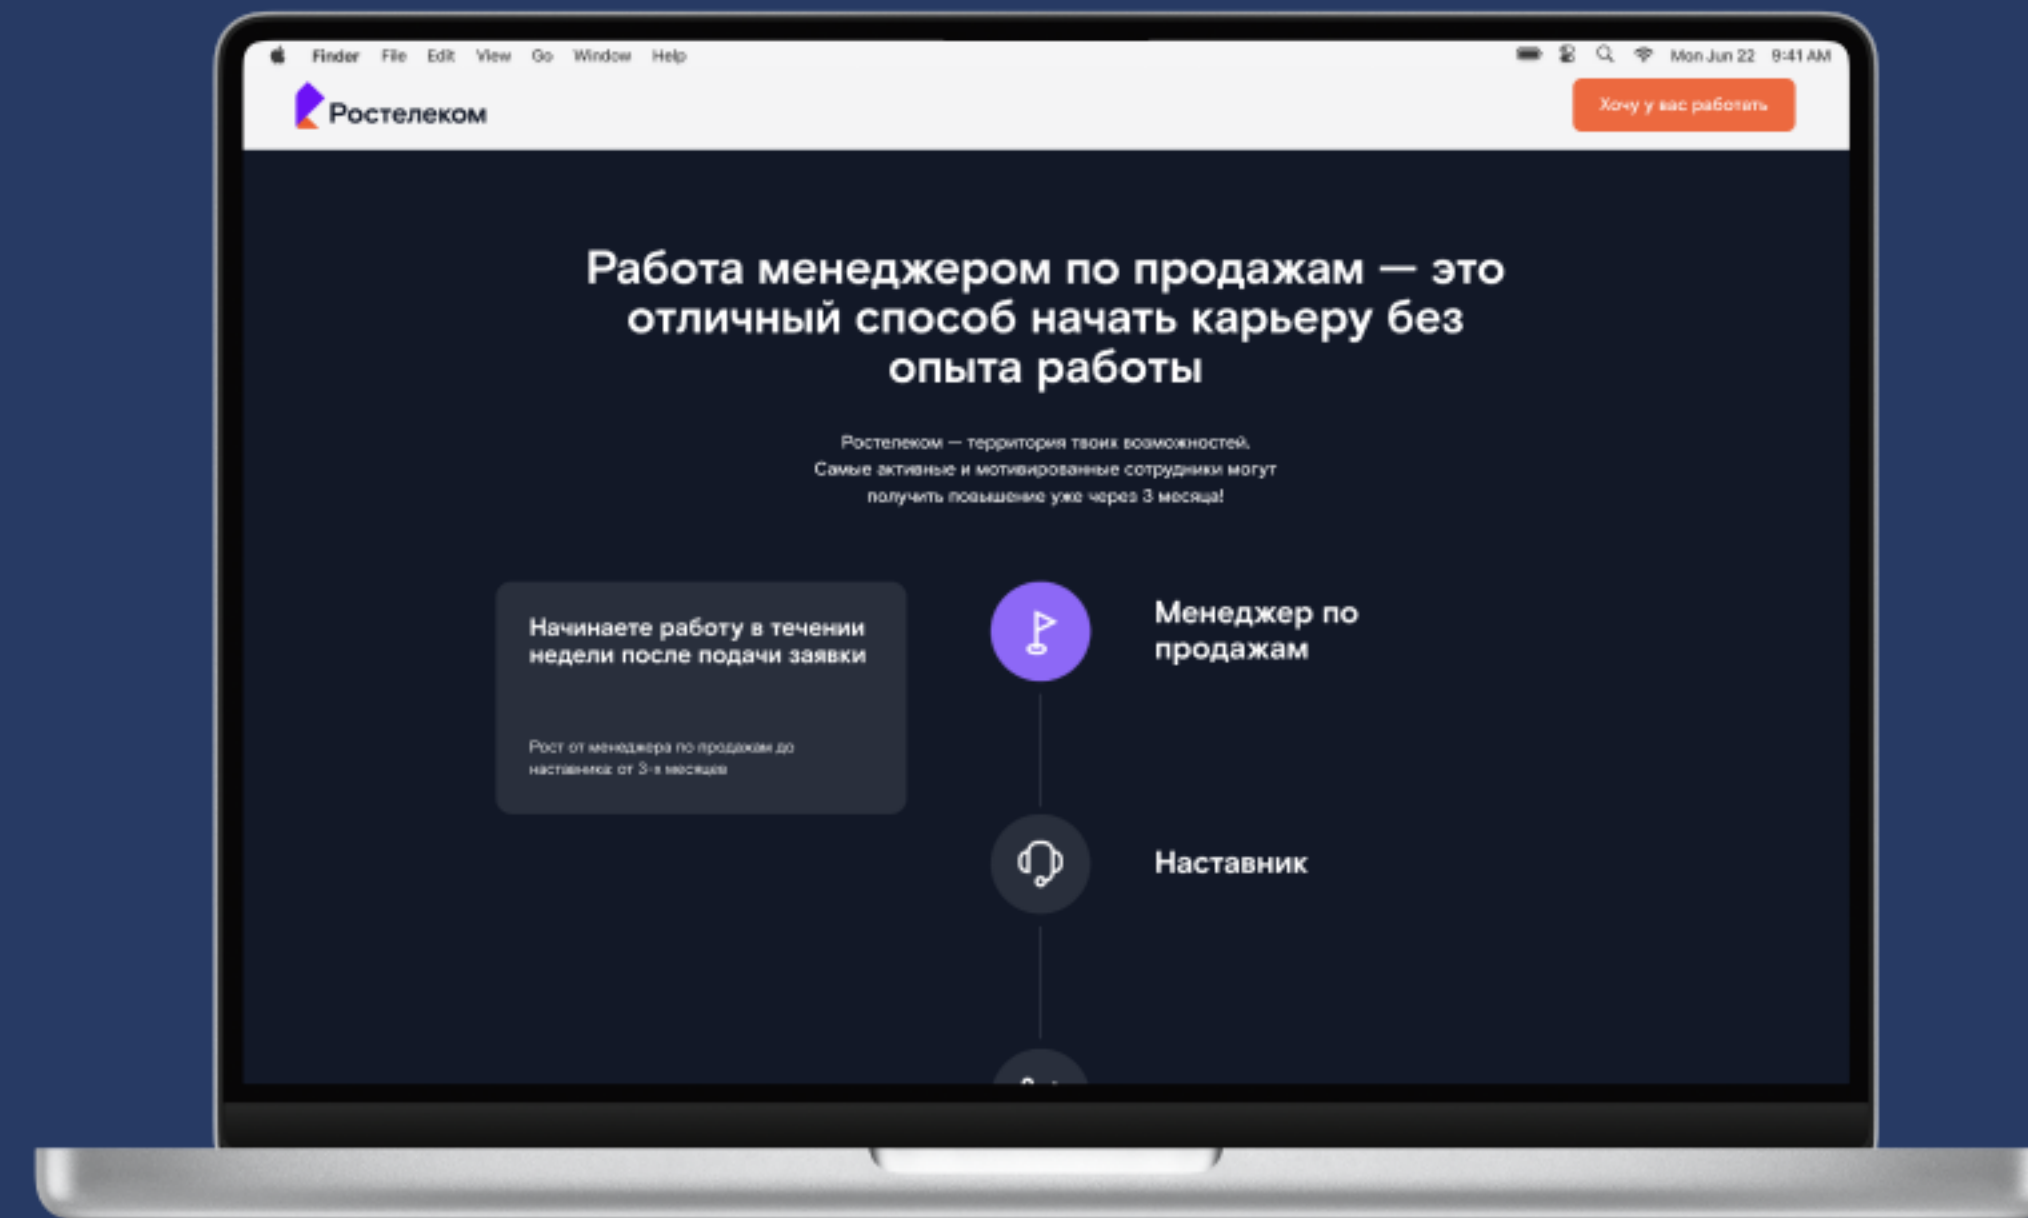 Finder File Edit View Go Window Help
Mon Jun 22 9:41 AM
Ростелеком
Хочу у вас работать
Работа менеджером по продажам — это
отличный способ начать карьеру без
опыта работы
Ростелеком — территория твоих возможностей.
Самые активные и мотивированные сотрудники могут
получить повышение уже через 3 месяца!
Начинаете работу в течении
недели после подачи заявки
Рост от менеджера по продажам до
наставника: от 3-х месяцев
Менеджер по
продажам
Наставник